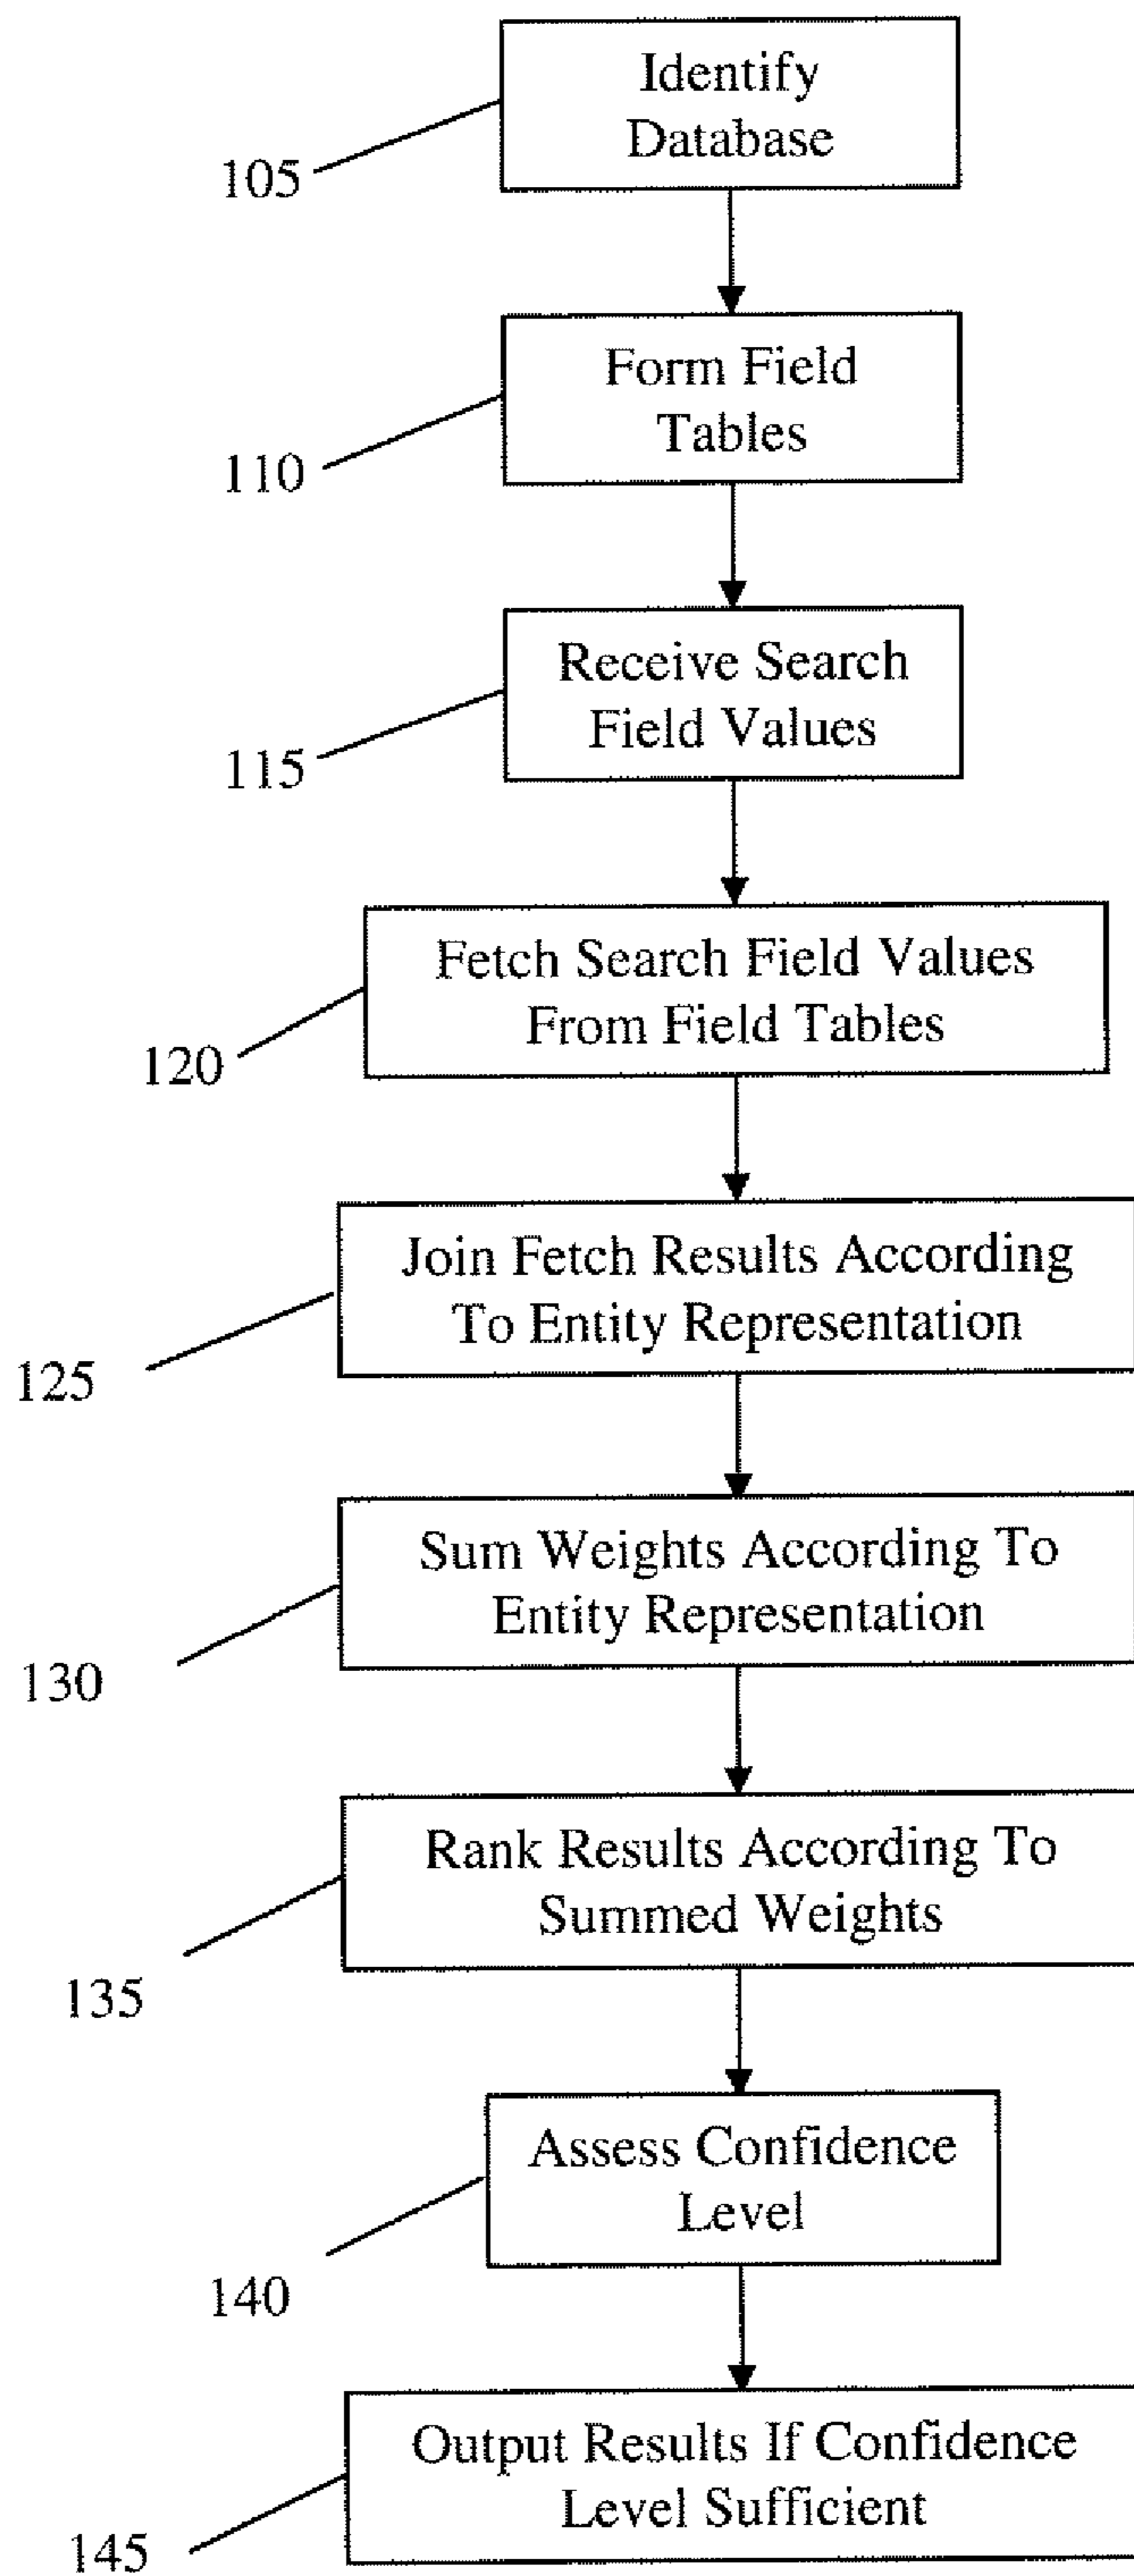 Identify
Database
105
Form Field
Tables
110
Receive Search
Field Values
115
Fetch Search Field Values
From Field Tables
120
Join Fetch Results According
To Entity Representation
125
Sum Weights According To
Entity Representation
130
Rank Results According To
Summed Weights
135
Assess Confidence
Level
140
Output Results If Confidence
Level Sufficient
145